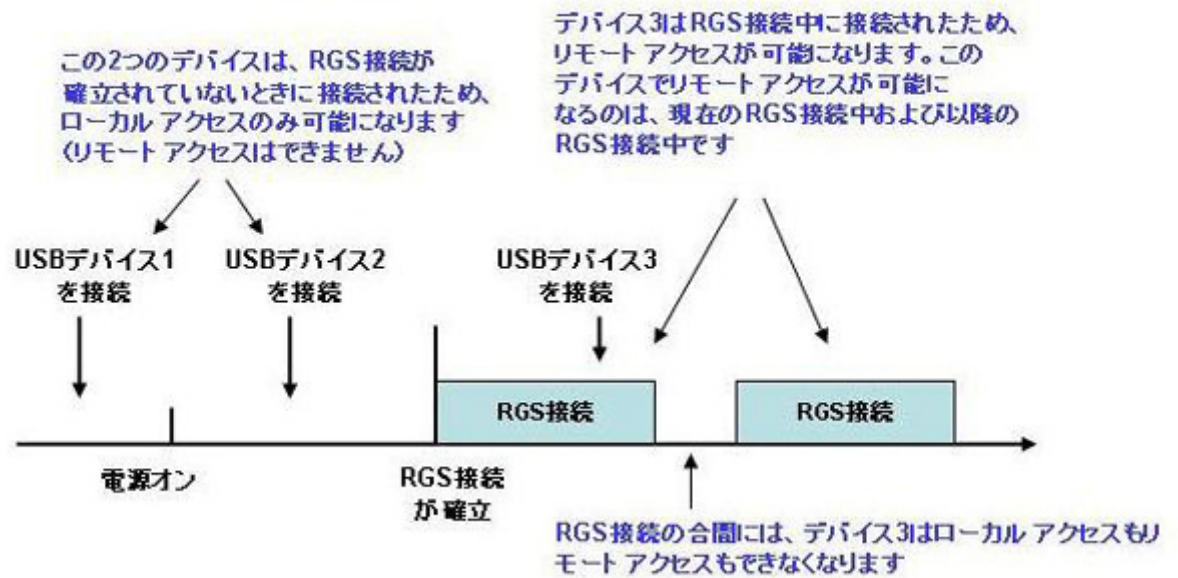 この2つのデバイスは、RGS接続が
確立されていないときに接続されたため、
ローカル アクセスのみ可能になります
(リモート アクセスはできません)
デバイス3はRGS接続中に接続されたため、
リモート アクセスが可能になります。この
デバイスでリモート アクセスが可能に
なるのは、現在のRGS接続中および以降の
RGS接続中です
USBデバイス1
を接続
USBデバイス2
を接続
USBデバイス3
を接続
RGS接続
RGS接続
電源オン
RGS接続
が確立
RGS接続の合間には、デバイス3はローカル アクセスもリ
モート アクセスもできなくなります